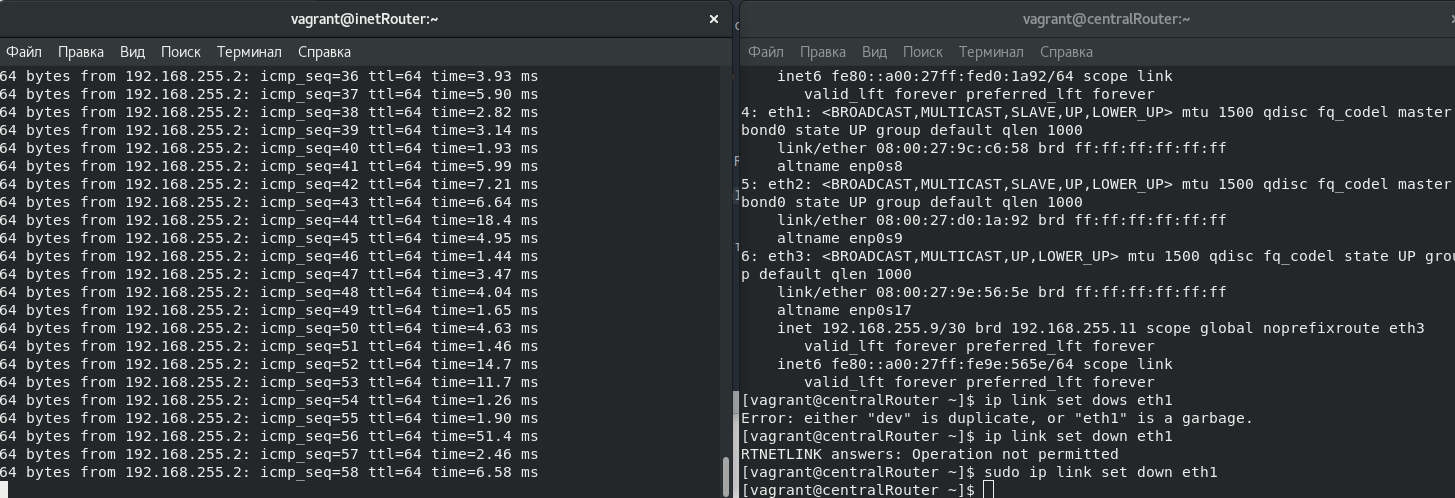 vagrant@inetRouter:~
Файл Правка Вид Поиск Терминал Справка
64 bytes from 192.168.255.2: icmp_seq=36 ttl=64 time=3.93 ms
64 bytes from 192.168.255.2: icmp_seq=37 ttl=64 time=5.90 ms
64 bytes from 192.168.255.2: icmp_seq=38 ttl=64 time=2.82 ms
64 bytes from 192.168.255.2: icmp_seq=39 ttl=64 time=3.14 ms
64 bytes from 192.168.255.2: icmp_seq=40 ttl=64 time=1.93 ms
64 bytes from 192.168.255.2: icmp_seq=41 ttl=64 time=5.99 ms
64 bytes from 192.168.255.2: icmp_seq=42 ttl=64 time=7.21 ms
64 bytes from 192.168.255.2: icmp_seq=43 ttl=64 time=6.64 ms
64 bytes from 192.168.255.2: icmp_seq=44 ttl=64 time=18.4 ms
64 bytes from 192.168.255.2: icmp_seq=45 ttl=64 time=4.95 ms
64 bytes from 192.168.255.2: icmp_seq=46 ttl=64 time=1.44 ms
64 bytes from 192.168.255.2: icmp_seq=47 ttl=64 time=3.47 ms
64 bytes from 192.168.255.2: icmp_seq=48 ttl=64 time=4.04 ms
64 bytes from 192.168.255.2: icmp_seq=49 ttl=64 time=1.65 ms
64 bytes from 192.168.255.2: icmp_seq=50 ttl=64 time=4.63 ms
64 bytes from 192.168.255.2: icmp_seq=51 ttl=64 time=1.46 ms
64 bytes from 192.168.255.2: icmp_seq=52 ttl=64 time=14.7 ms
64 bytes from 192.168.255.2: icmp_seq=53 ttl=64 time=11.7 ms
64 bytes from 192.168.255.2: icmp_seq=54 ttl=64 time=1.26 ms
64 bytes from 192.168.255.2: icmp_seq=55 ttl=64 time=1.90 ms
64 bytes from 192.168.255.2: icmp_seq=56 ttl=64 time=51.4 ms
64 bytes from 192.168.255.2: icmp_seq=57 ttl=64 time=2.46 ms
64 bytes from 192.168.255.2: icmp_seq=58 ttl=64 time=6.58 ms
vagrant@centralRouter:~
Файл Правка Вид Поиск Терминал Справка
inet6 fe80::a00:27ff:fed0:1a92/64 scope link
valid_lft forever preferred_lft forever
4: eth1: <BROADCAST,MULTICAST,SLAVE,UP,LOWER_UP> mtu 1500 qdisc fq_codel master
bond0 state UP group default qlen 1000
link/ether 08:00:27:9c:c6:58 brd ff:ff:ff:ff:ff:ff
altname enp0s8
5: eth2: <BROADCAST,MULTICAST,SLAVE,UP,LOWER_UP> mtu 1500 qdisc fq_codel master
bond0 state UP group default qlen 1000
link/ether 08:00:27:d0:1a:92 brd ff:ff:ff:ff:ff:ff
altname enp0s9
6: eth3: <BROADCAST,MULTICAST,UP,LOWER_UP> mtu 1500 qdisc fq_codel state UP grou
p default qlen 1000
link/ether 08:00:27:9e:56:5e brd ff:ff:ff:ff:ff:ff
altname enp0s17
inet 192.168.255.9/30 brd 192.168.255.11 scope global noprefixroute eth3
valid_lft forever preferred_lft forever
inet6 fe80::a00:27ff:fe9e:565e/64 scope link
valid_lft forever preferred_lft forever
[vagrant@centralRouter ~]$ ip link set dows eth1
Error: either "dev" is duplicate, or "eth1" is a garbage.
[vagrant@centralRouter ~]$ ip link set down eth1
RTNETLINK answers: Operation not permitted
[vagrant@centralRouter ~]$ sudo ip link set down eth1
[vagrant@centralRouter ~]$